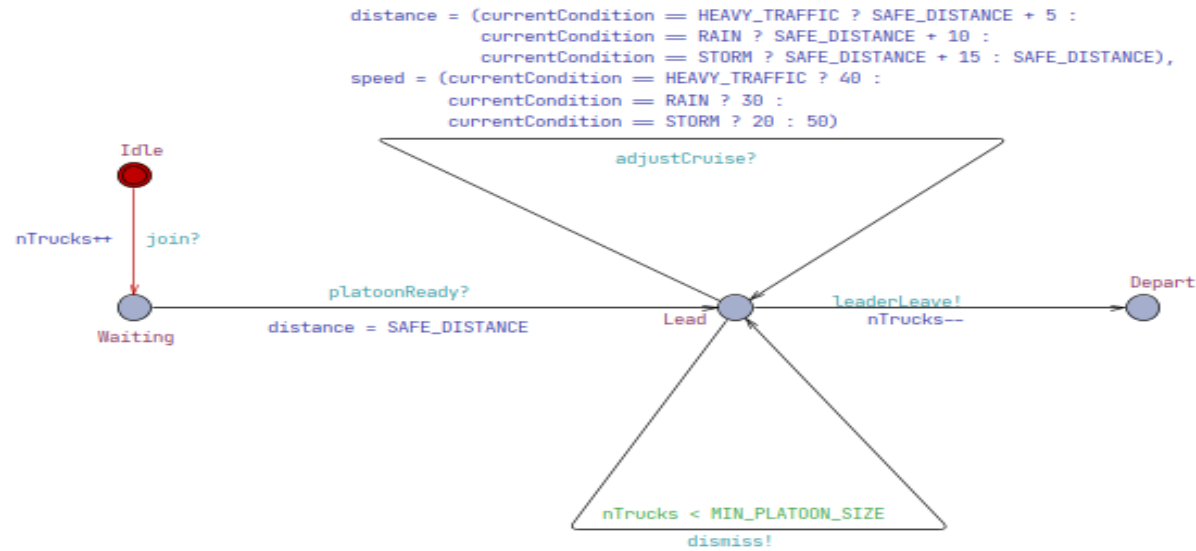 distance = (currentCondition == HEAVY_TRAFFIC ? SAFE_DISTANCE + 5 :
currentCondition == RAIN ? SAFE_DISTANCE + 10 :
currentCondition == STORM ? SAFE_DISTANCE + 15 : SAFE_DISTANCE),
speed = (currentCondition == HEAVY_TRAFFIC ? 40 :
currentCondition == RAIN ? 30 :
currentCondition == STORM ? 20 : 50)
adjustCruise?
Idle
nTrucks++ join?
platoonReady?
distance = SAFE_DISTANCE
Waiting
Lead
leaderLeave!
nTrucks--
Depart
nTrucks < MIN_PLATOON_SIZE
dismiss!